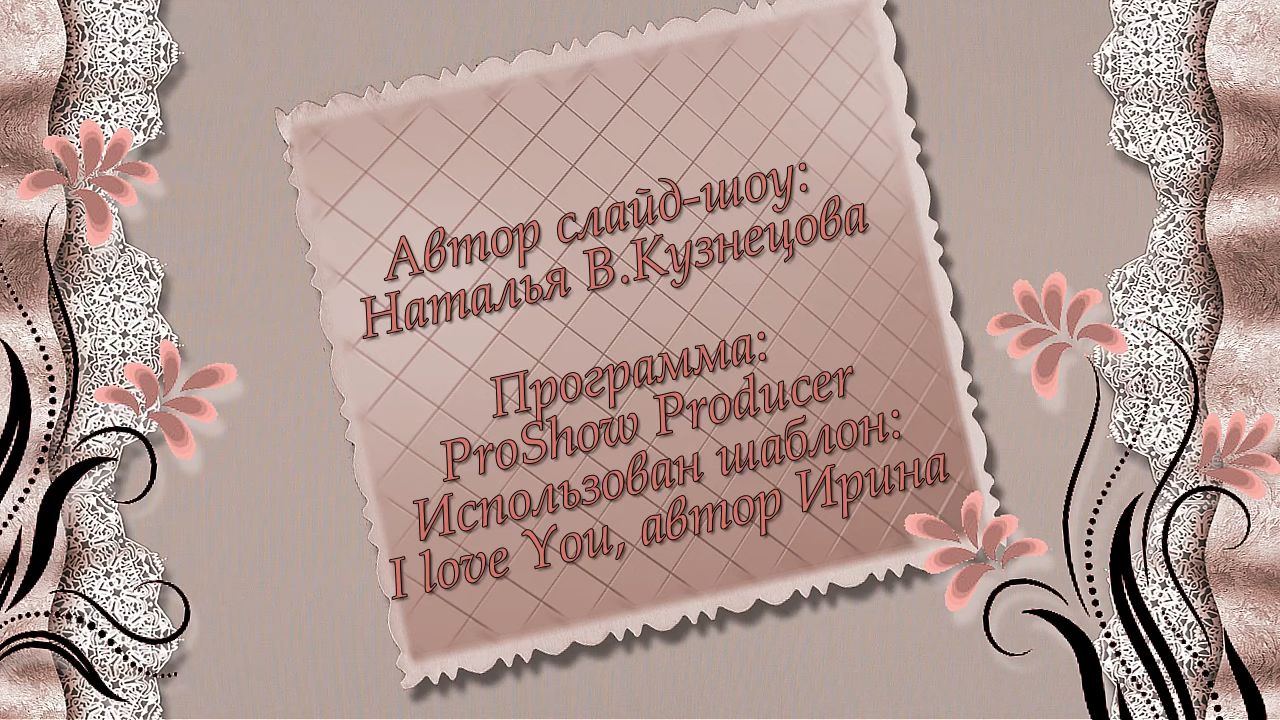 Автор слайд-шоу:
Наталья В.Кузнецова
Программа:
ProShow Producer
Использован шаблон:
I love You, автор Ирина